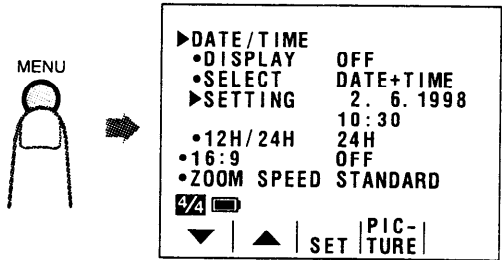 MENU
▶DATE/TIME
•DISPLAY OFF
•SELECT DATE+TIME
▶SETTING 2. 6.1998
10:30
•12H/24H 24H
•16:9 OFF
•ZOOM SPEED STANDARD
4/4
▼ ▲ SET PIC-
TURE